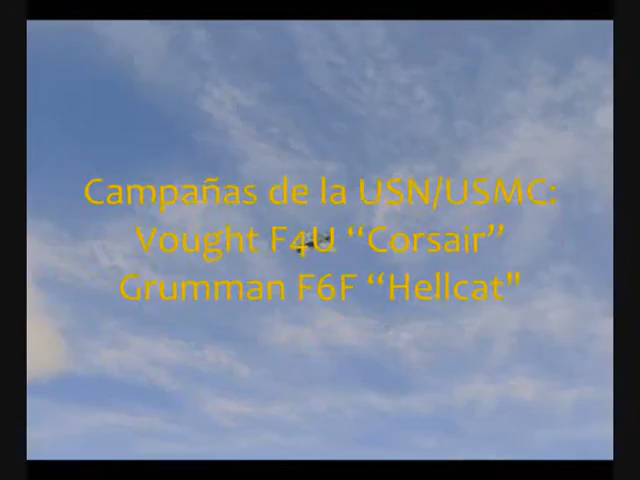 Campañas de la USN/USMC:
Vought F4U “Corsair”
Grumman F6F “Hellcat"